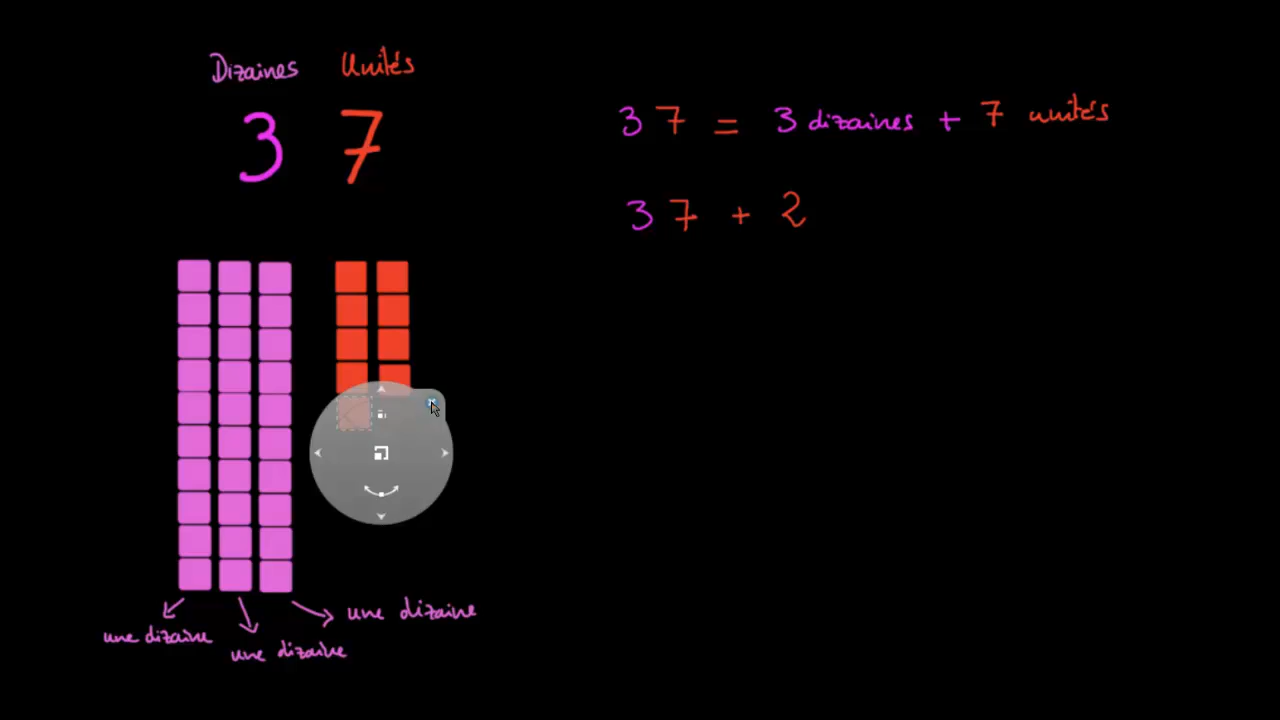 Dizaines Unités
3 7
37 = 3 dizaines + 7 unités
37 + 2
une dizaine
une dizaine
une dizaine